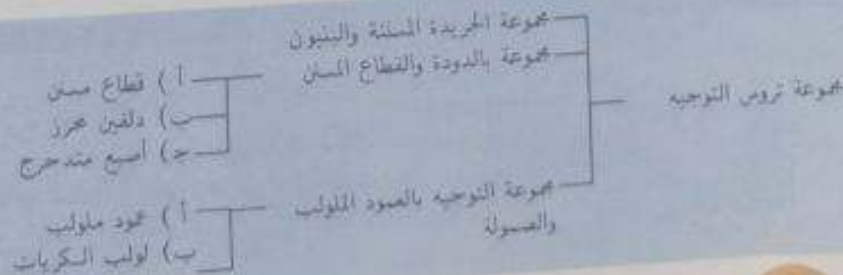 مجموعة تروس التوجيه
مجموعة الجريدة المسننة والبنيون
مجموعة بالدودة والقطاع المسنن
أ ) قطاع مسنن
ب) دلفين محرز
ج) أصبع متدحرج
مجموعة التوجيه بالعمود الملولب
والصمولة
أ ) عمود ملولب
ب) لولب الكريات